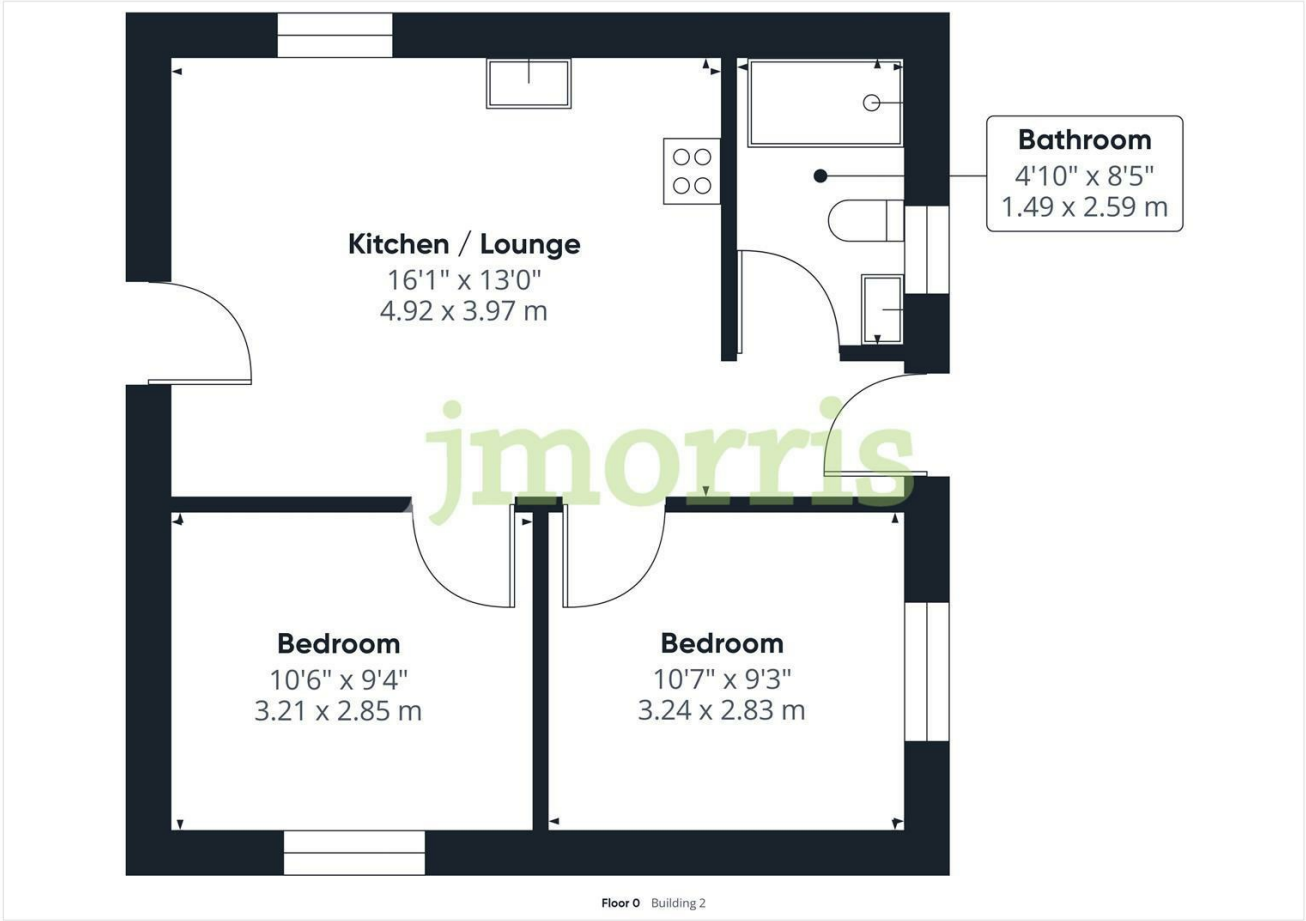 Bathroom
4'10" x 8'5"
1.49 x 2.59 m
Kitchen / Lounge
16'1" x 13'0"
4.92 x 3.97 m
jmorris
Bedroom
10'6" x 9'4"
3.21 x 2.85 m
Bedroom
10'7" x 9'3"
3.24 x 2.83 m
Floor 0 Building 2